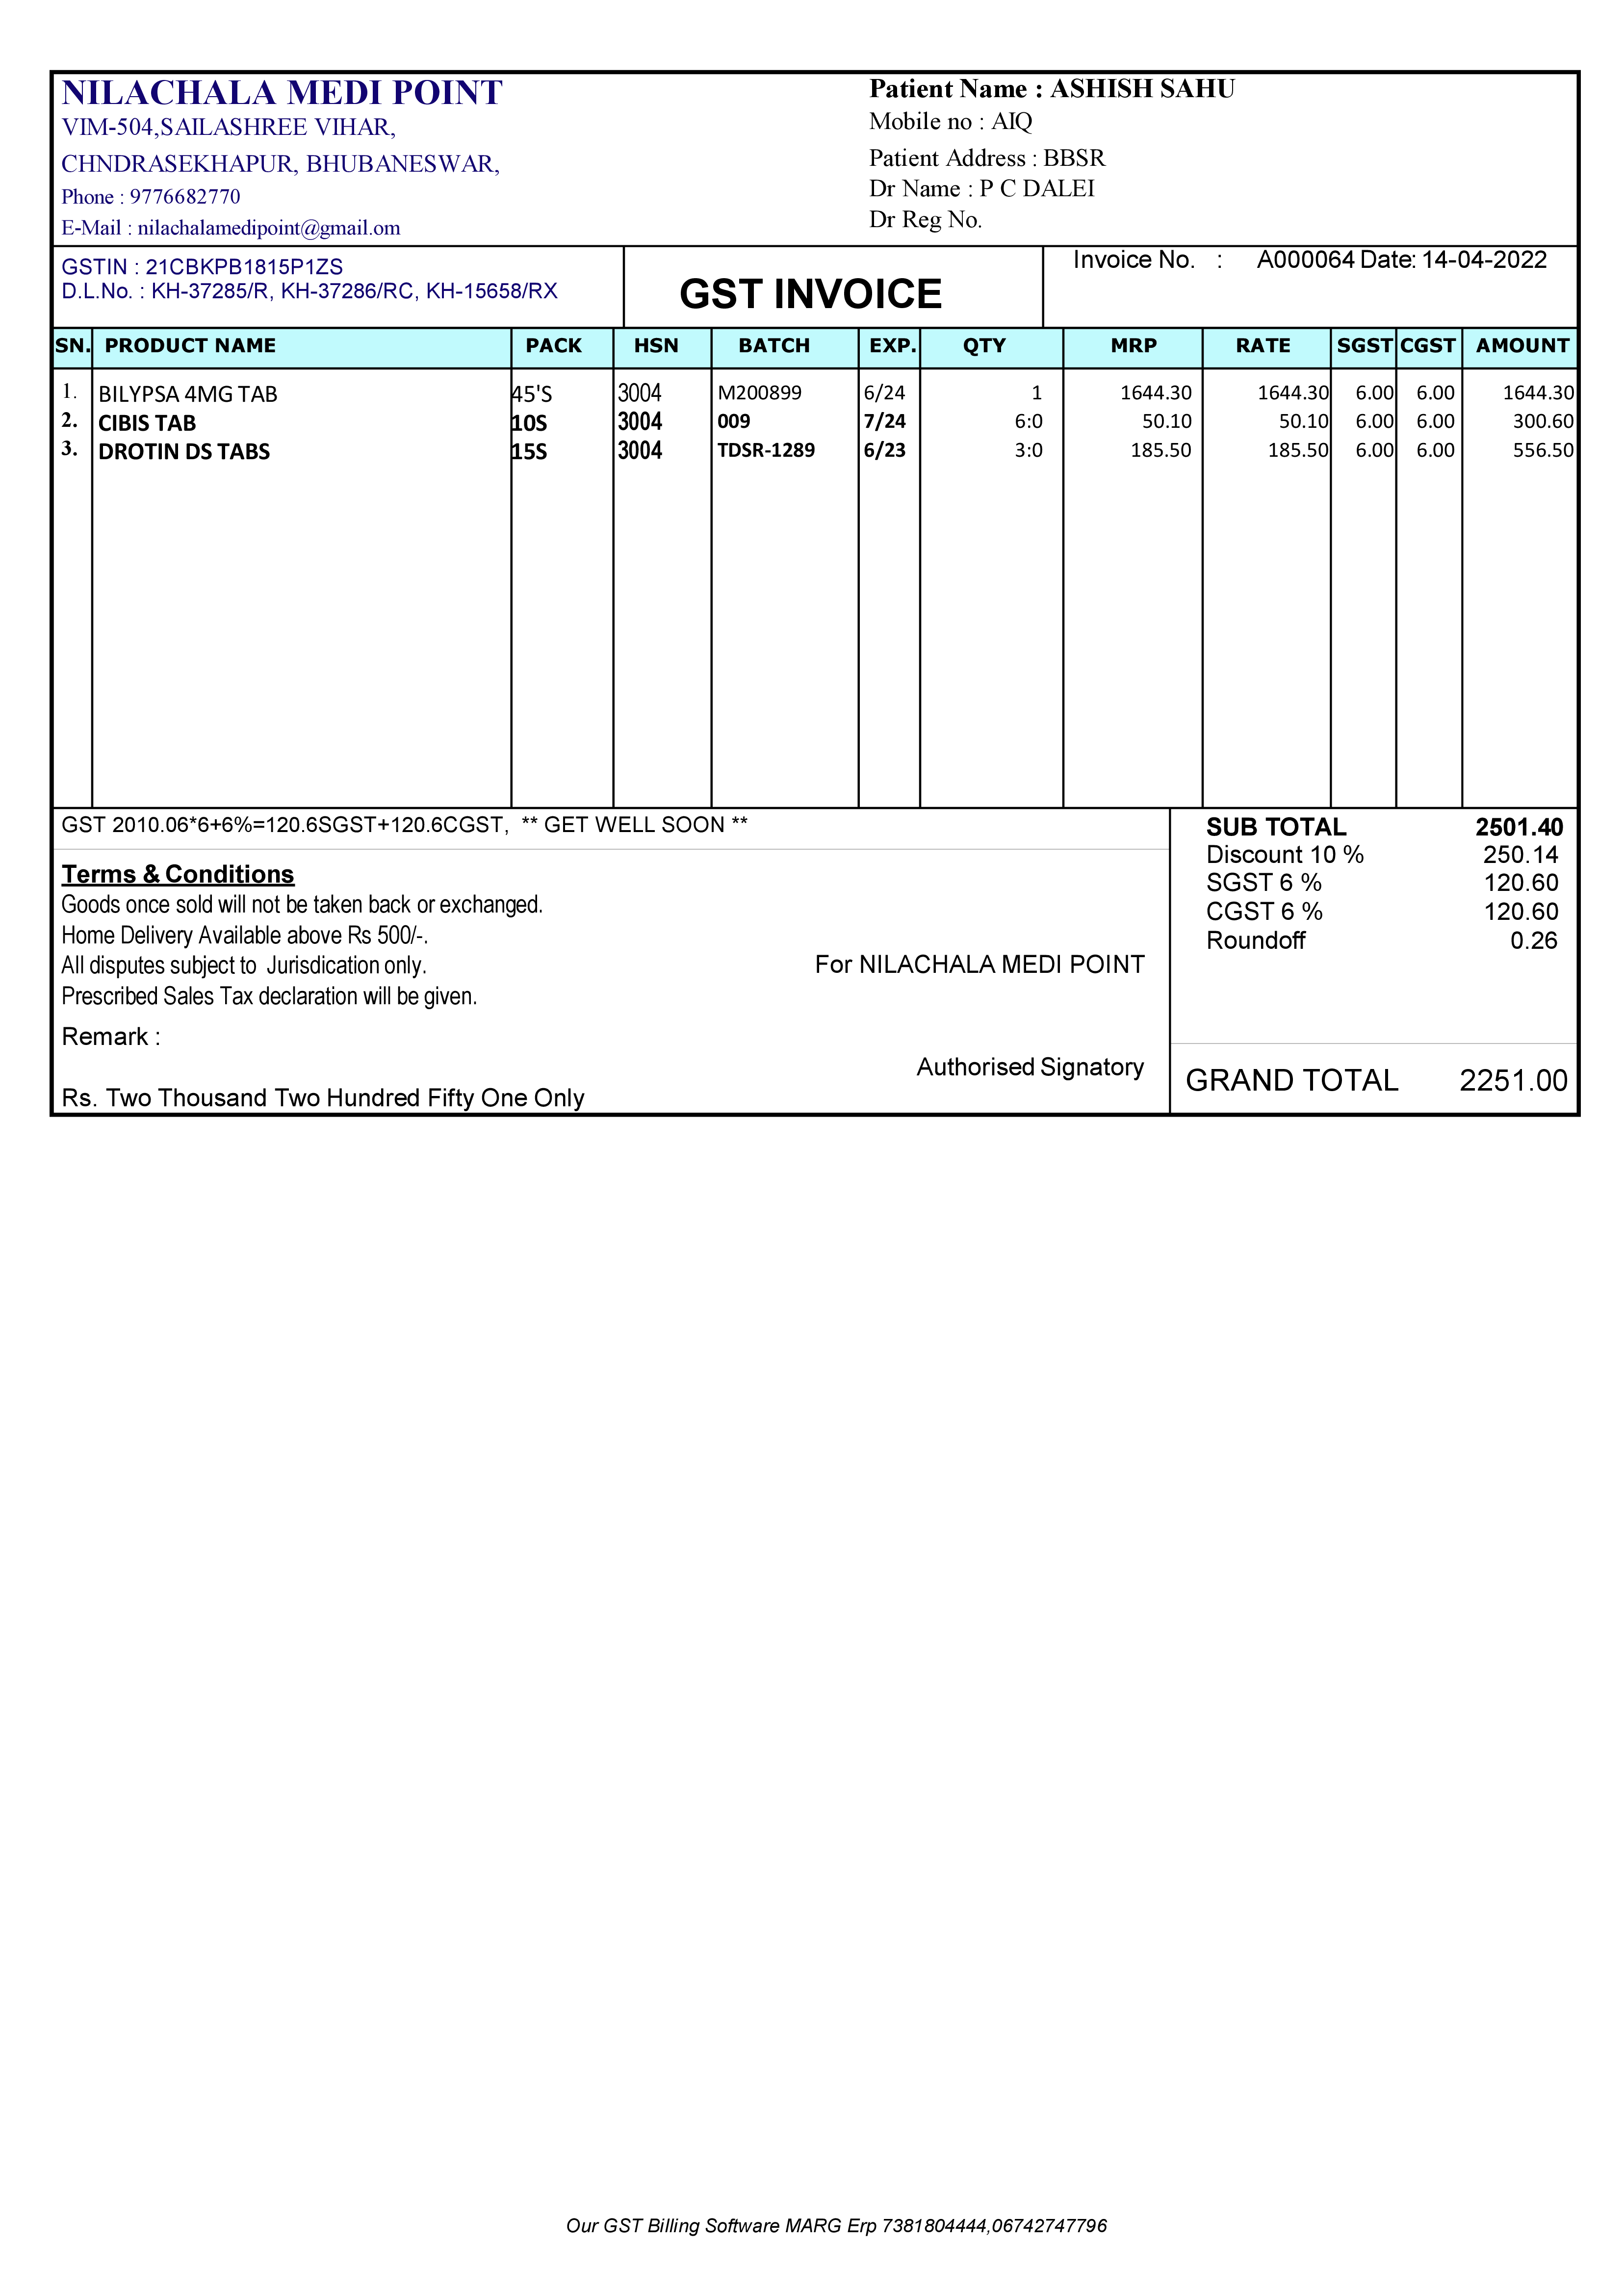 NILACHALA MEDI POINT
VIM-504,SAILASHREE VIHAR,
CHNDRASEKHAPUR, BHUBANESWAR,
Phone : 9776682770
E-Mail : nilachalamedipoint@gmail.om
Patient Name : ASHISH SAHU
Mobile no : AIQ
Patient Address : BBSR
Dr Name : P C DALEI
Dr Reg No.
GSTIN : 21CBKPB1815P1ZS
D.L.No. : KH-37285/R, KH-37286/RC, KH-15658/RX
GST INVOICE
Invoice No. : A000064 Date: 14-04-2022
SN. PRODUCT NAME PACK HSN BATCH EXP. QTY MRP RATE SGST CGST AMOUNT
1. BILYPSA 4MG TAB 45'S 3004 M200899 6/24 1 1644.30 1644.30 6.00 6.00 1644.30
2. CIBIS TAB 10S 3004 009 7/24 6:0 50.10 50.10 6.00 6.00 300.60
3. DROTIN DS TABS 15S 3004 TDSR-1289 6/23 3:0 185.50 185.50 6.00 6.00 556.50
GST 2010.06*6+6%=120.6SGST+120.6CGST, ** GET WELL SOON **
Terms & Conditions
Goods once sold will not be taken back or exchanged.
Home Delivery Available above Rs 500/-.
All disputes subject to Jurisdication only.
Prescribed Sales Tax declaration will be given.
For NILACHALA MEDI POINT
Remark :
Authorised Signatory
Rs. Two Thousand Two Hundred Fifty One Only
SUB TOTAL 2501.40
Discount 10 % 250.14
SGST 6 % 120.60
CGST 6 % 120.60
Roundoff 0.26
GRAND TOTAL 2251.00
Our GST Billing Software MARG Erp 7381804444,06742747796